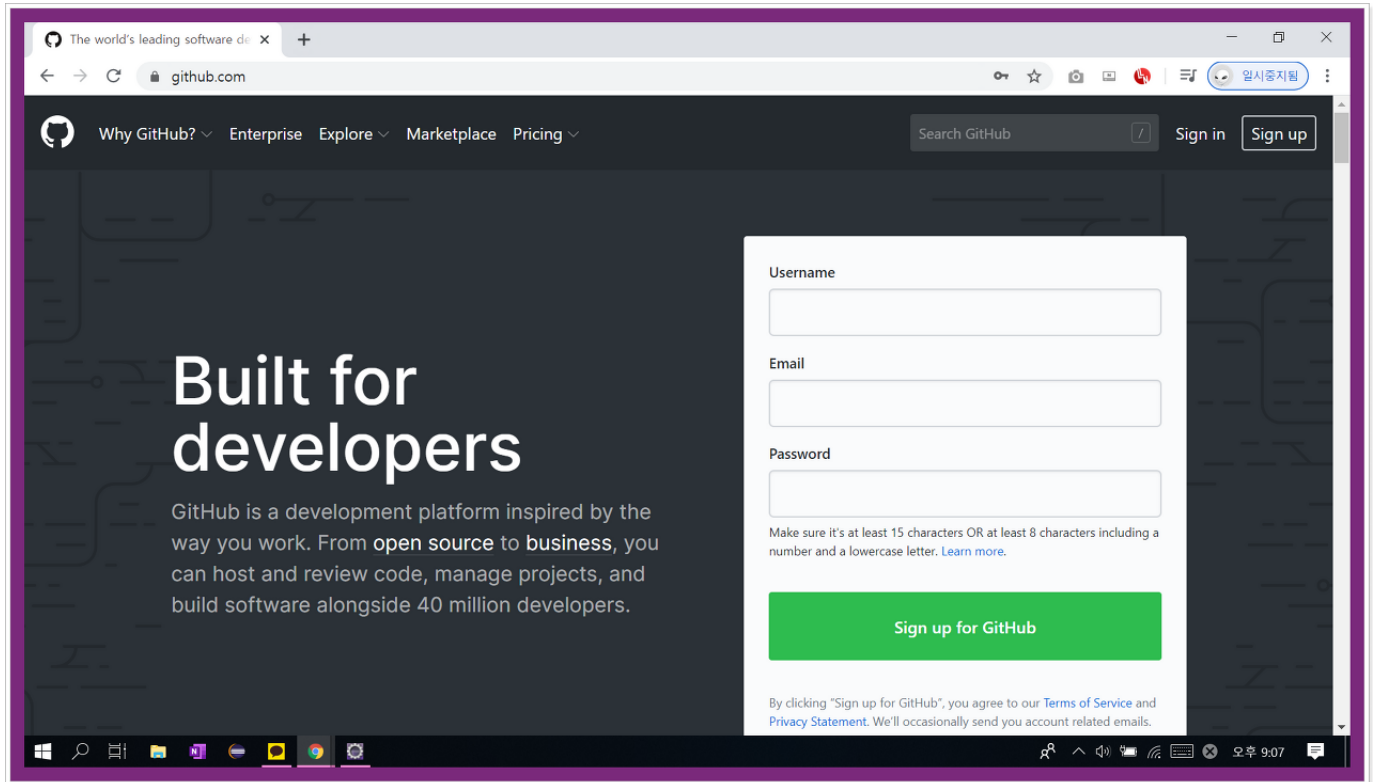 The world's leading software de
github.com
일시중지됨
Why GitHub? Enterprise Explore Marketplace Pricing
Search GitHub /
Sign in
Sign up
Built for
developers
GitHub is a development platform inspired by the
way you work. From open source to business, you
can host and review code, manage projects, and
build software alongside 40 million developers.
Username
Email
Password
Make sure it's at least 15 characters OR at least 8 characters including a
number and a lowercase letter. Learn more.
Sign up for GitHub
By clicking "Sign up for GitHub", you agree to our Terms of Service and
Privacy Statement. We'll occasionally send you account related emails.
오후 9:07